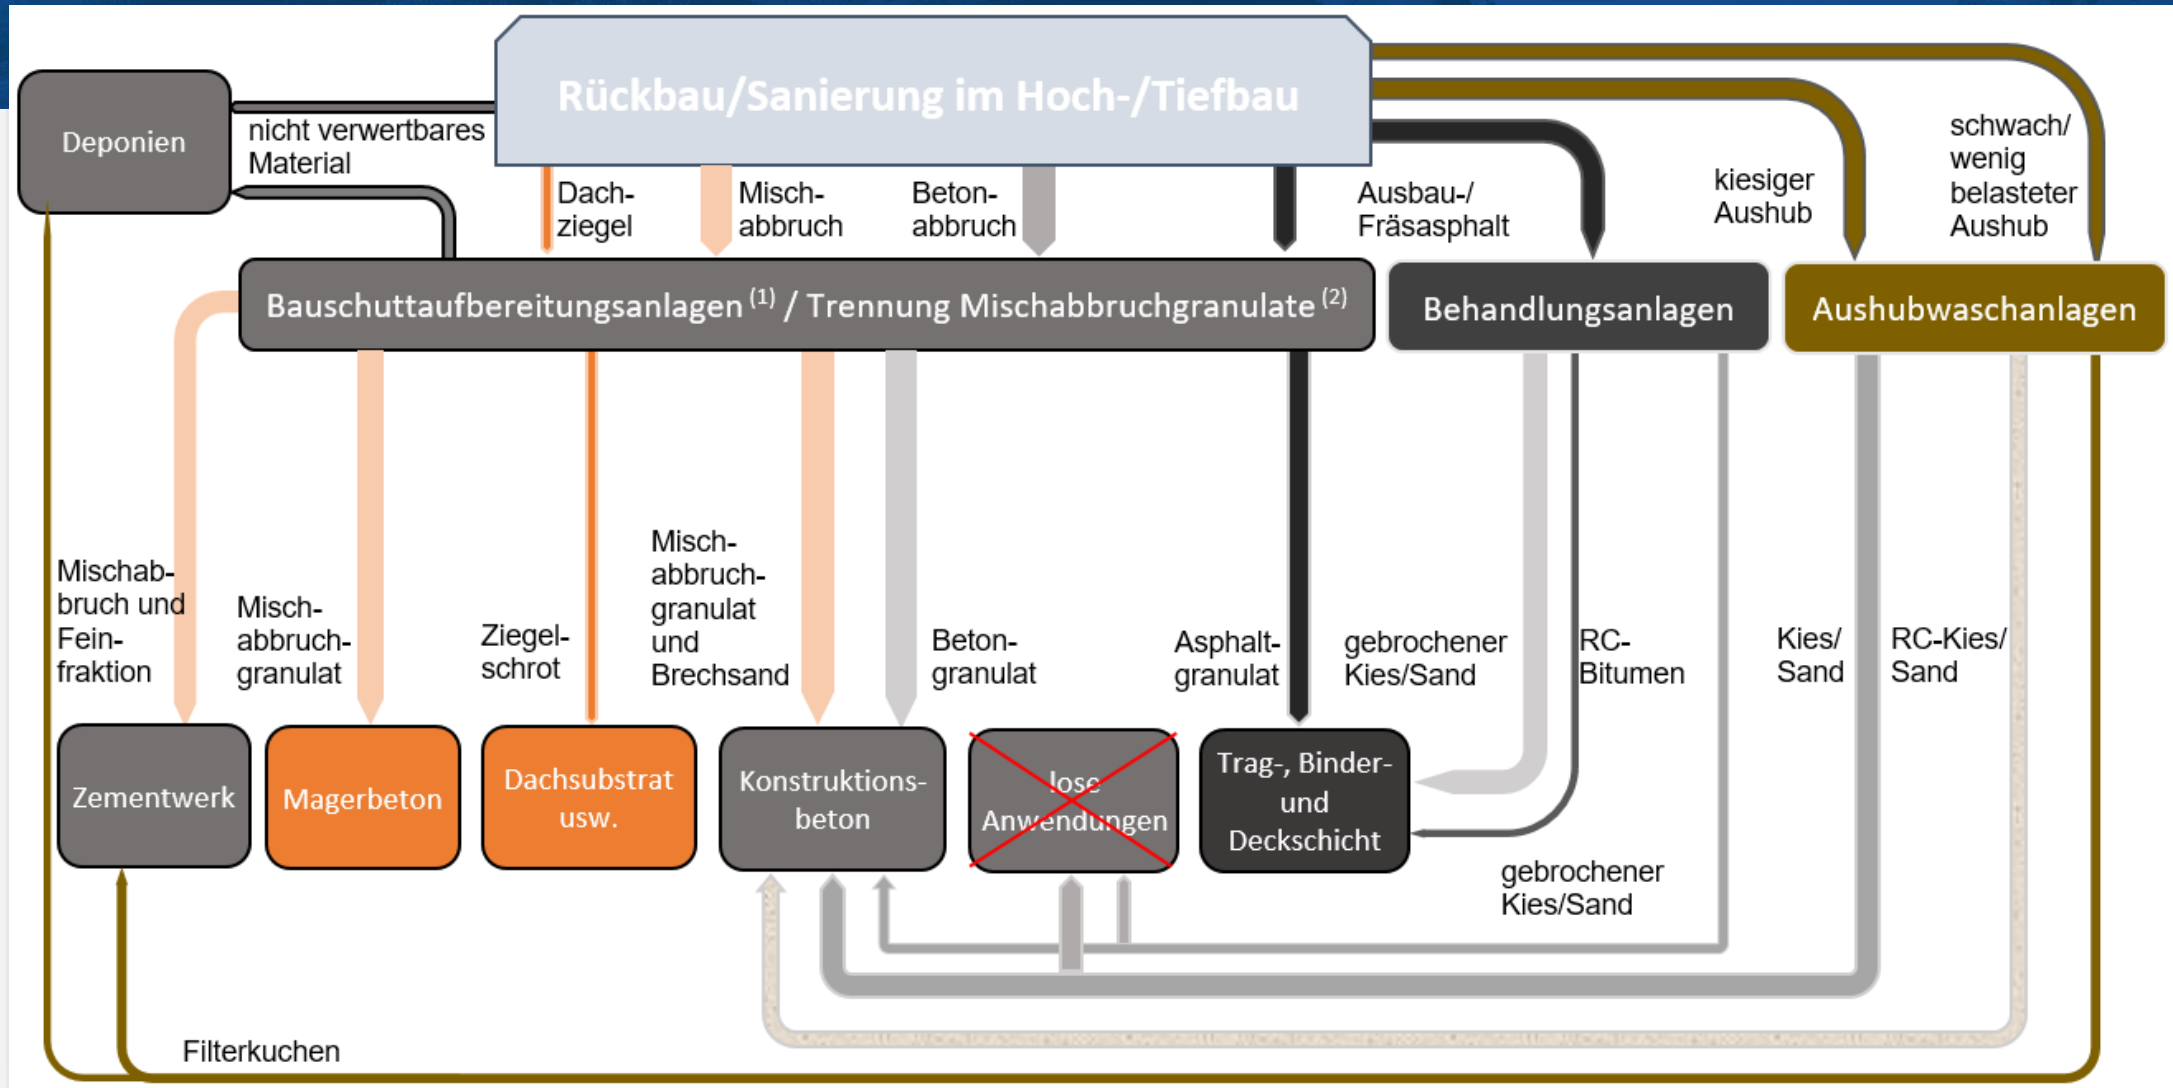 Rückbau/Sanierung im Hoch-/Tiefbau
Deponien
nicht verwertbares
Material
Dach-
ziegel
Misch-
abbruch
Beton-
abbruch
Ausbau-/
Fräsasphalt
kiesiger
Aushub
schwach/
wenig
belasteter
Aushub
Bauschuttaufbereitungsanlagen (1) / Trennung Mischabbruchgranulate (2)
Behandlungsanlagen
Aushubwaschanlagen
Mischab-
bruch und
Fein-
fraktion
Misch-
abbruch-
granulat
Ziegel-
schrot
Misch-
abbruch-
granulat
und
Brechsand
Beton-
granulat
Asphalt-
granulat
gebrochener
Kies/Sand
RC-
Bitumen
Kies/
Sand
RC-Kies/
Sand
Zementwerk
Magerbeton
Dachsubstrat
usw.
Konstruktions-
beton
lose
Anwendungen
Trag-, Binder-
und
Deckschicht
gebrochener
Kies/Sand
Filterkuchen